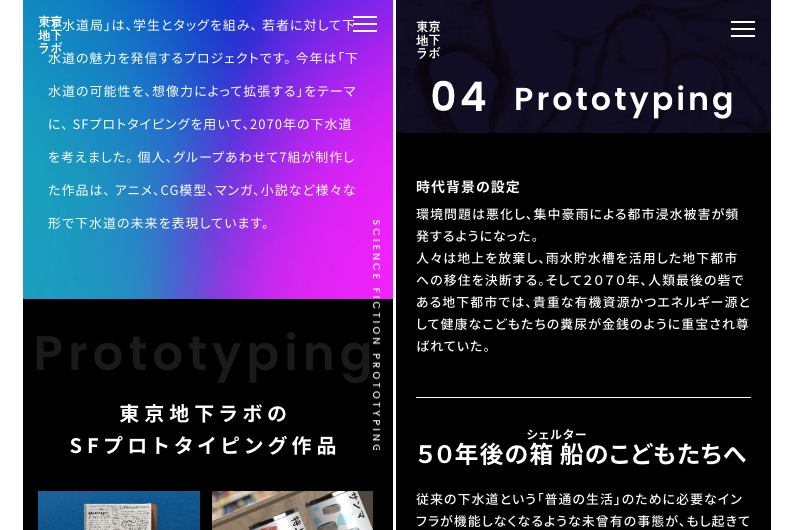 東京
地下
ラボ
下水道局」は、学生とタッグを組み、若者に対して下
水道の魅力を発信するプロジェクトです。今年は「下
水道の可能性を、想像力によって拡張する」をテーマ
に、SFプロトタイピングを用いて、2070年の下水道
を考えました。個人、グループあわせて7組が制作し
た作品は、アニメ、CG模型、マンガ、小説など様々な
形で下水道の未来を表現しています。
SCIENCE FICTION PROTOTYPING
Prototyping
東京地下ラボの
SFプロトタイピング作品
サンマ
東京
地下
ラボ
04 Prototyping
時代背景の設定
環境問題は悪化し、集中豪雨による都市浸水被害が頻
発するようになった。
人々は地上を放棄し、雨水貯水槽を活用した地下都市
への移住を決断する。そして２０７０年、人類最後の砦で
ある地下都市では、貴重な有機資源かつエネルギー源と
して健康なこどもたちの糞尿が金銭のように重宝され尊
ばれていた。
シェルター
５０年後の箱船のこどもたちへ
従来の下水道という「普通の生活」のために必要なイン
フラが機能しなくなるような未曽有の事態が、もし起きて